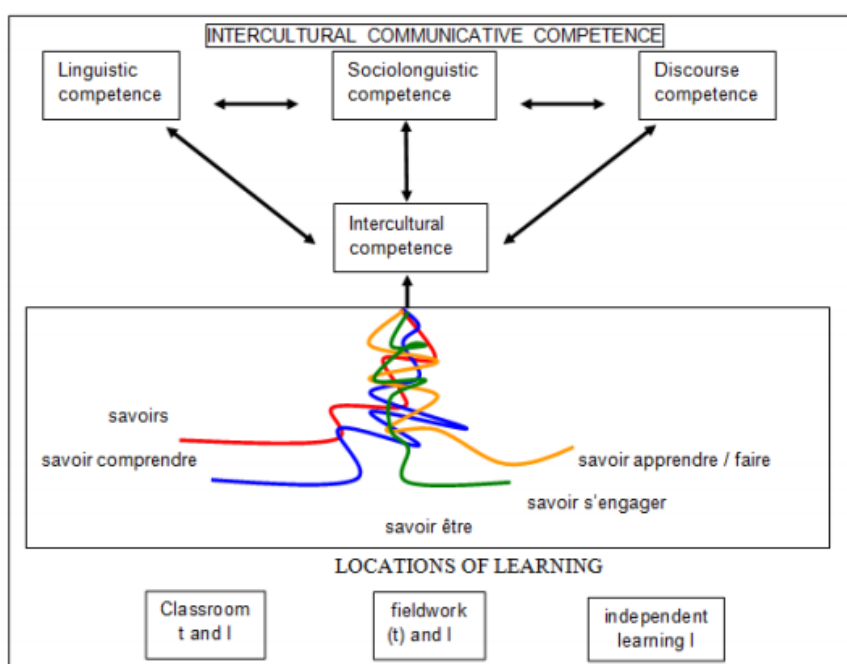 INTERCULTURAL COMMUNICATIVE COMPETENCE
Linguistic
competence
Sociolonguistic
competence
Discourse
competence
Intercultural
competence
savoirs
savoir comprendre
savoir apprendre / faire
savoir s'engager
savoir être
LOCATIONS OF LEARNING
Classroom
t and l
fieldwork
(t) and l
independent
learning l